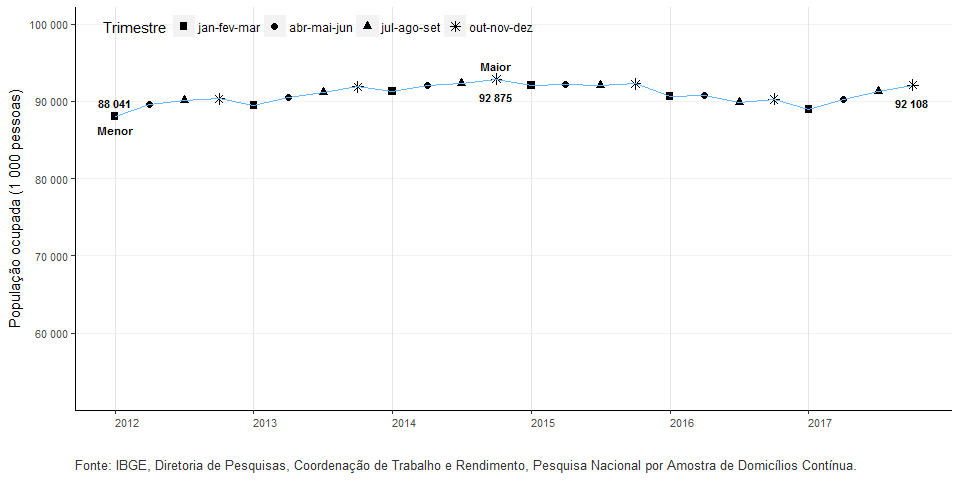 Trimestre jan-fev-mar abr-mai-jun jul-ago-set out-nov-dez
População ocupada (1 000 pessoas)
100 000
90 000
80 000
70 000
60 000
88 041
Menor
Maior
92 875
92 108
2012 2013 2014 2015 2016 2017
Fonte: IBGE, Diretoria de Pesquisas, Coordenação de Trabalho e Rendimento, Pesquisa Nacional por Amostra de Domicílios Contínua.